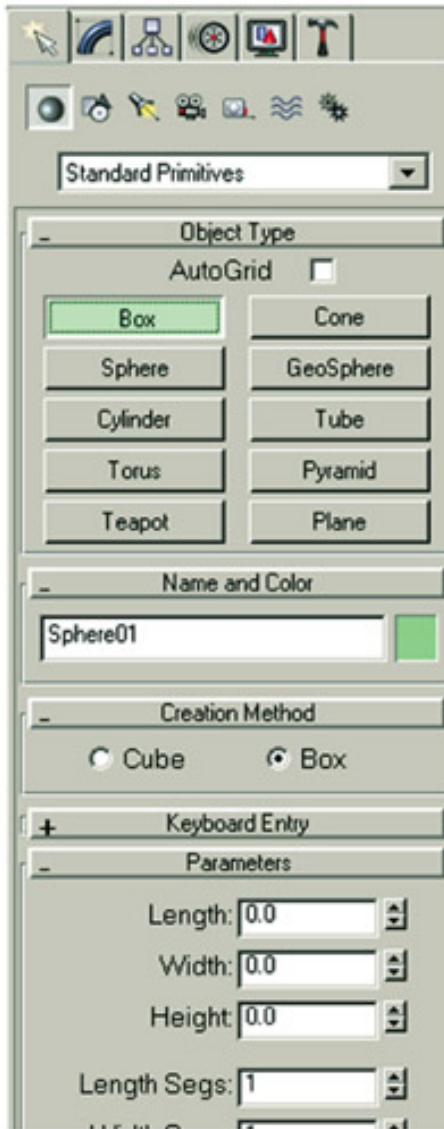 Standard Primitives
- Object Type
AutoGrid
Box Cone
Sphere GeoSphere
Cylinder Tube
Torus Pyramid
Teapot Plane
- Name and Color
Sphere01
- Creation Method
Cube Box
+ Keyboard Entry
- Parameters
Length: 0.0
Width: 0.0
Height: 0.0
Length Segs: 1